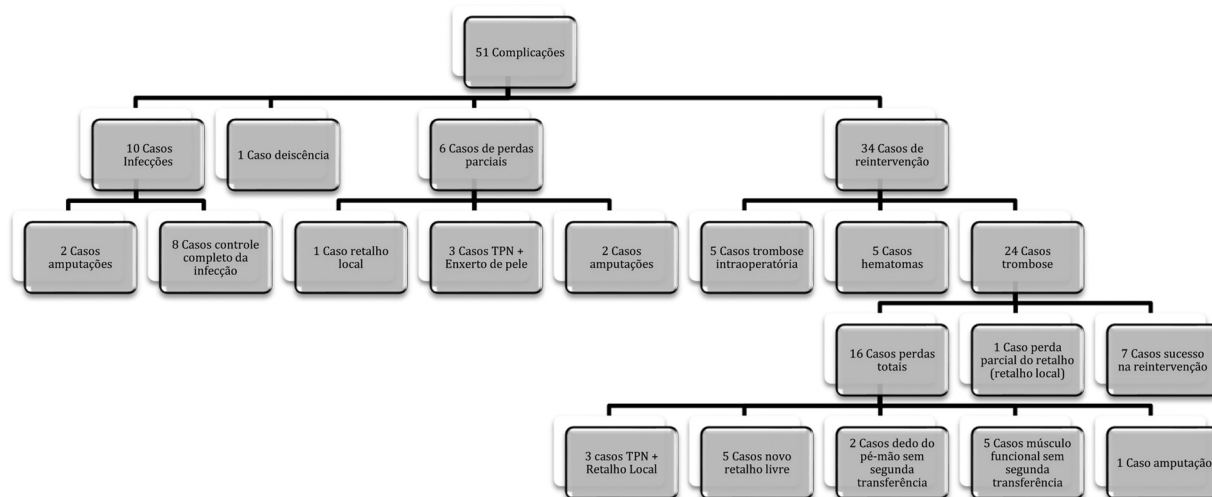 51 Complicações
10 Casos
Infecções
1 Caso deiscência
6 Casos de perdas
parciais
34 Casos de
reintervenção
2 Casos
amputações
8 Casos controle
completo da
infecção
1 Caso retalho
local
3 Casos TPN +
Enxerto de pele
2 Casos
amputações
5 Casos trombose
intraoperatória
5 Casos
hematomas
24 Casos
trombose
16 Casos perdas
totais
1 Caso perda
parcial do retalho
(retalho local)
7 Casos sucesso
na reintervenção
3 casos TPN +
Retalho Local
5 Casos novo
retalho livre
2 Casos dedo do
pé-mão sem
segunda
transferência
5 Casos músculo
funcional sem
segunda
transferência
1 Caso amputação